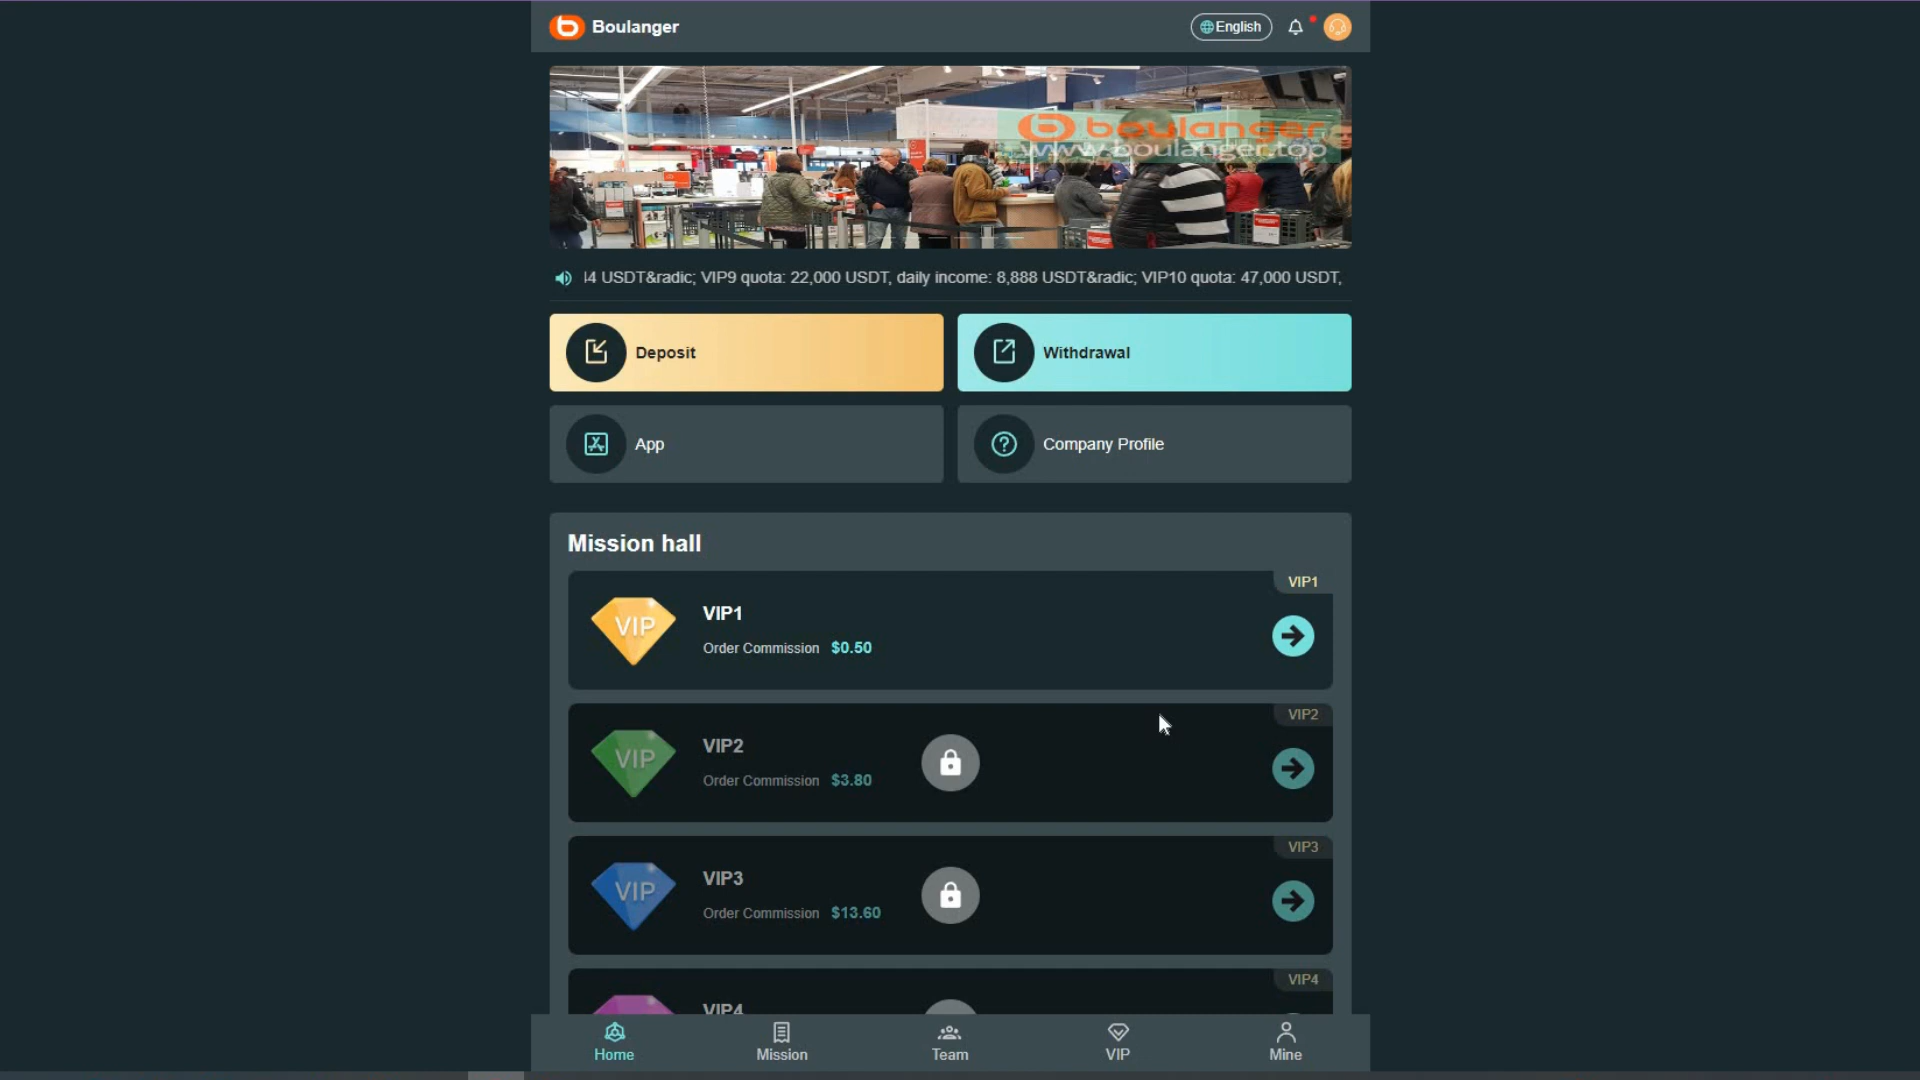 Boulanger
English
boulanger
www.boulanger.top
4 USDT&radic; VIP9 quota: 22,000 USDT, daily income: 8,888 USDT&radic; VIP10 quota: 47,000 USDT,
Deposit
Withdrawal
App
Company Profile
Mission hall
VIP1
VIP
VIP1
Order Commission $0.50
VIP2
VIP
VIP2
Order Commission $3.80
VIP3
VIP
VIP3
Order Commission $13.60
VIP4
VIP4
Home
Mission
Team
VIP
Mine